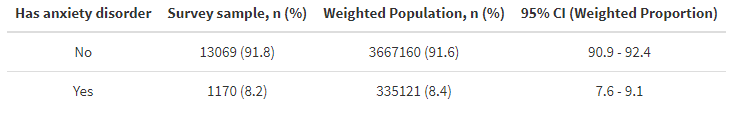 Has anxiety disorder Survey sample, n (%) Weighted Population, n (%) 95% CI (Weighted Proportion)
No 13069 (91.8) 3667160 (91.6) 90.9 - 92.4
Yes 1170 (8.2) 335121 (8.4) 7.6 - 9.1